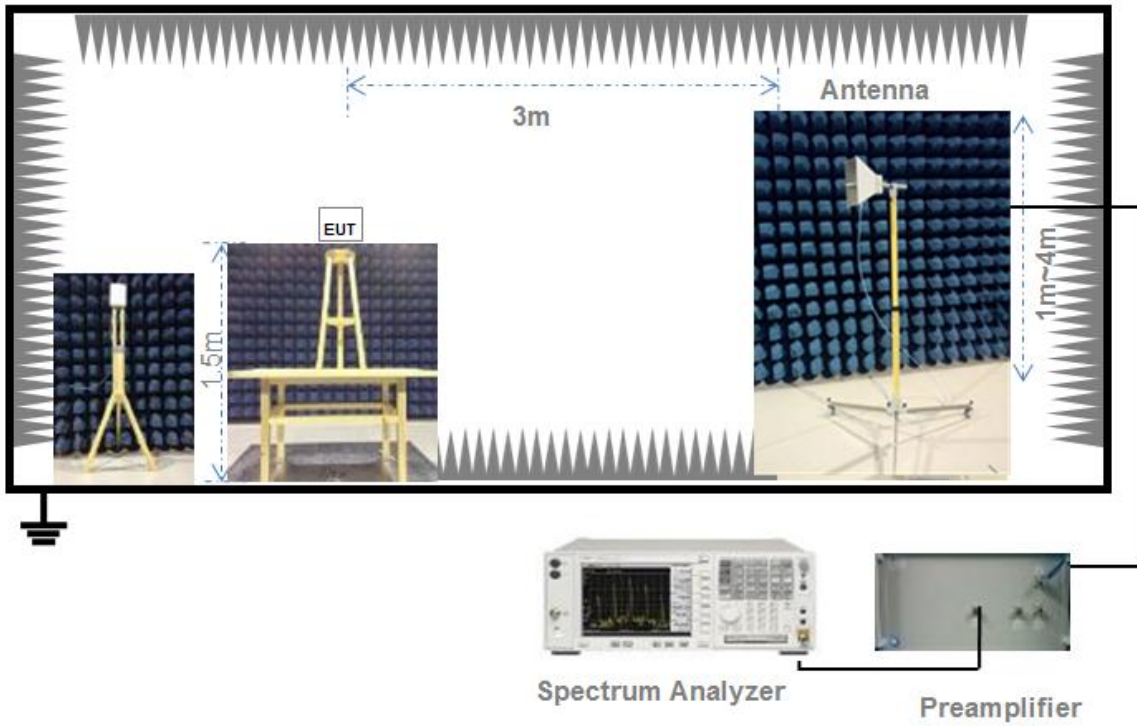 Antenna
3m
EUT
1.5m
1m~4m
Spectrum Analyzer
Preamplifier